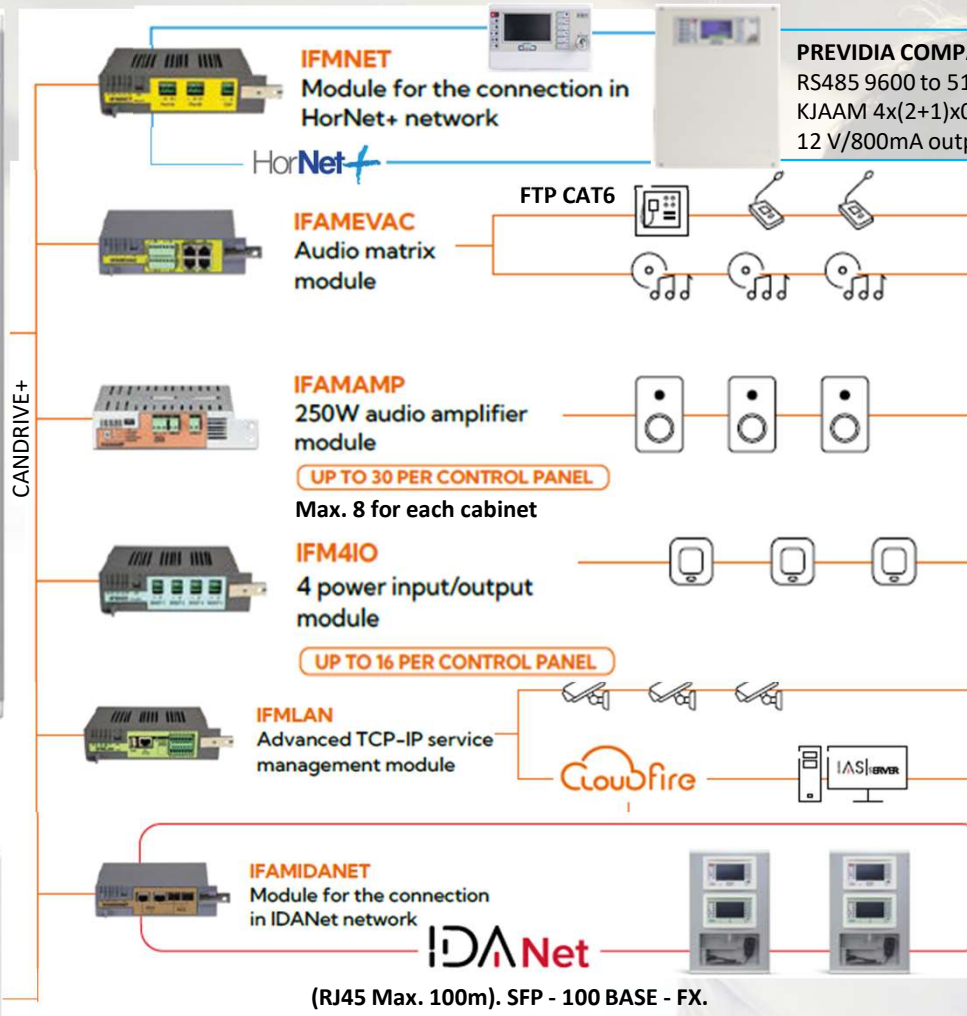 IFMNET
Module for the connection in
HorNet+ network
HorNet+
PREVIDIA COMPA
RS485 9600 to 51
KJAAM 4x(2+1)x0
12 V/800mA outp
CANDRIVE+
FTP CAT6
IFAMEVAC
Audio matrix
module
IFAMAMP
250W audio amplifier
module
UP TO 30 PER CONTROL PANEL
Max. 8 for each cabinet
IFM4IO
4 power input/output
module
UP TO 16 PER CONTROL PANEL
IFMLAN
Advanced TCP-IP service
management module
CLOUDfire
IAS SERVER
IFAMIDANET
Module for the connection
in IDANet network
IDANet
(RJ45 Max. 100m). SFP - 100 BASE - FX.